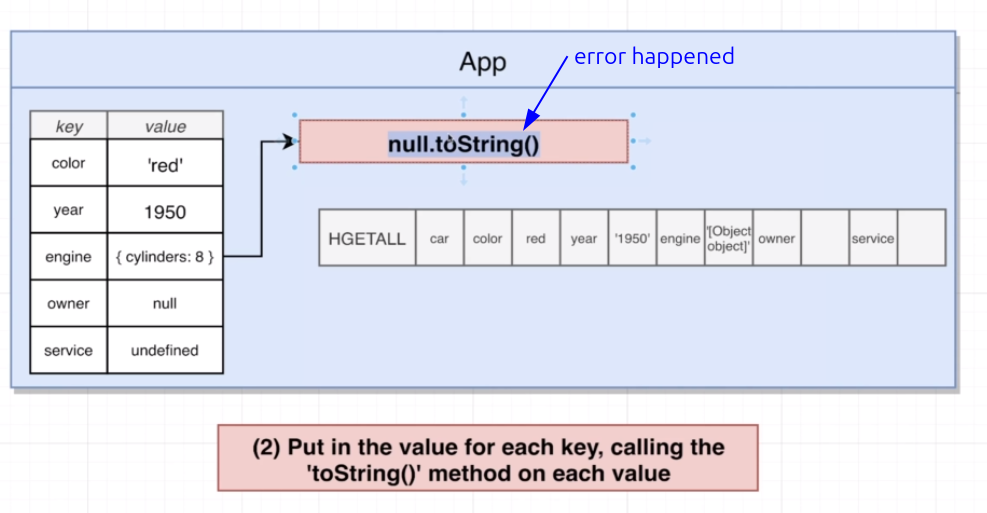 App
error happened
key value
color 'red'
year 1950
engine { cylinders: 8 }
owner null
service undefined
null.toString()
HGETALL car color red year '1950' engine '[Object object]' owner service
(2) Put in the value for each key, calling the
'toString()' method on each value